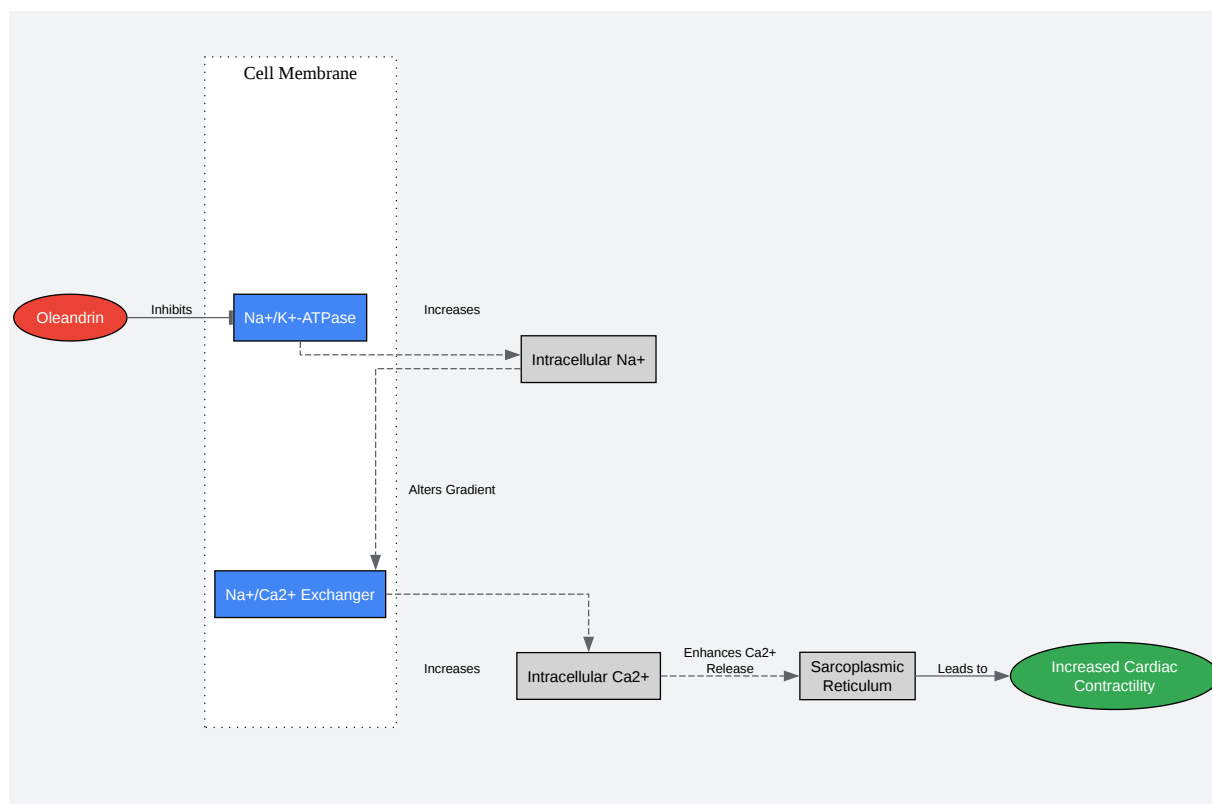 Cell Membrane
Oleandrin
Inhibits
Na+/K+-ATPase
Increases
Intracellular Na+
Alters Gradient
Na+/Ca2+ Exchanger
Increases
Intracellular Ca2+
Enhances Ca2+
Release
Sarcoplasmic
Reticulum
Leads to
Increased Cardiac
Contractility